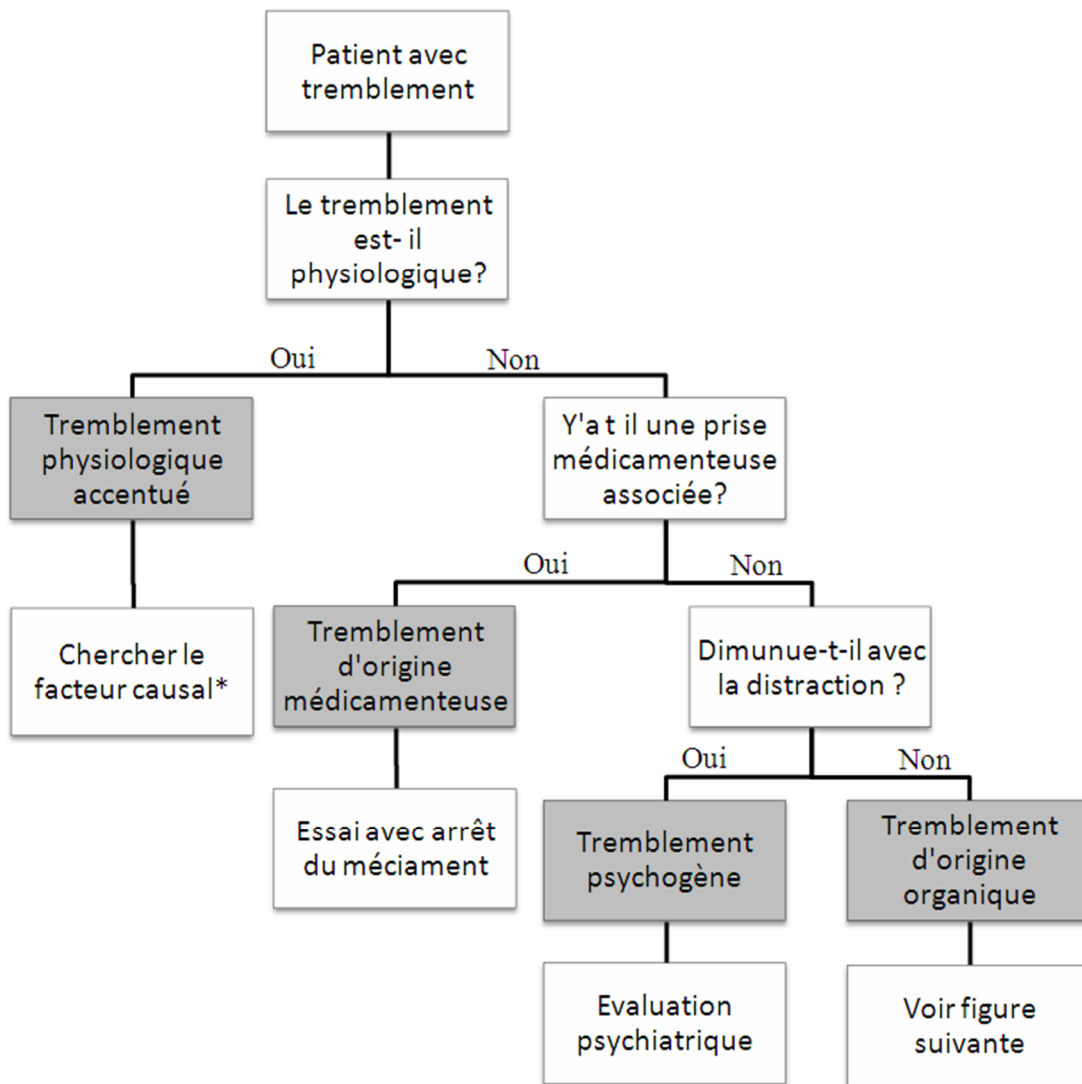 Patient avec
tremblement
Le tremblement
est- il
physiologique?
Oui
Non
Tremblement
physiologique
accentué
Y'a t il une prise
médicamenteuse
associée?
Oui
Non
Chercher le
facteur causal*
Tremblement
d'origine
médicamenteuse
Dimunue-t-il avec
la distraction ?
Oui
Non
Essai avec arrêt
du méciament
Tremblement
psychogène
Tremblement
d'origine
organique
Evaluation
psychiatrique
Voir figure
suivante